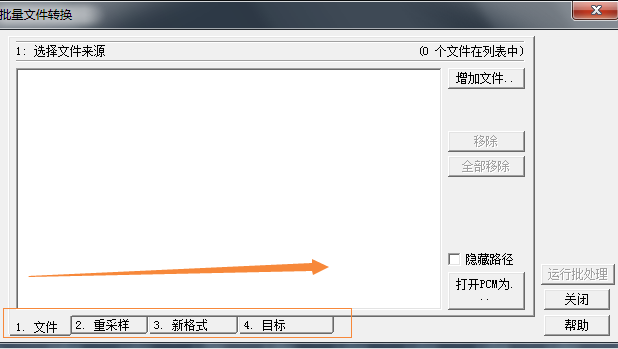 批量文件转换
1: 选择文件来源 (0 个文件在列表中)
增加文件..
移除
全部移除
隐藏路径
打开PCM为.
..
运行批处理
关闭
帮助
1. 文件 2. 重采样 3. 新格式 4. 目标